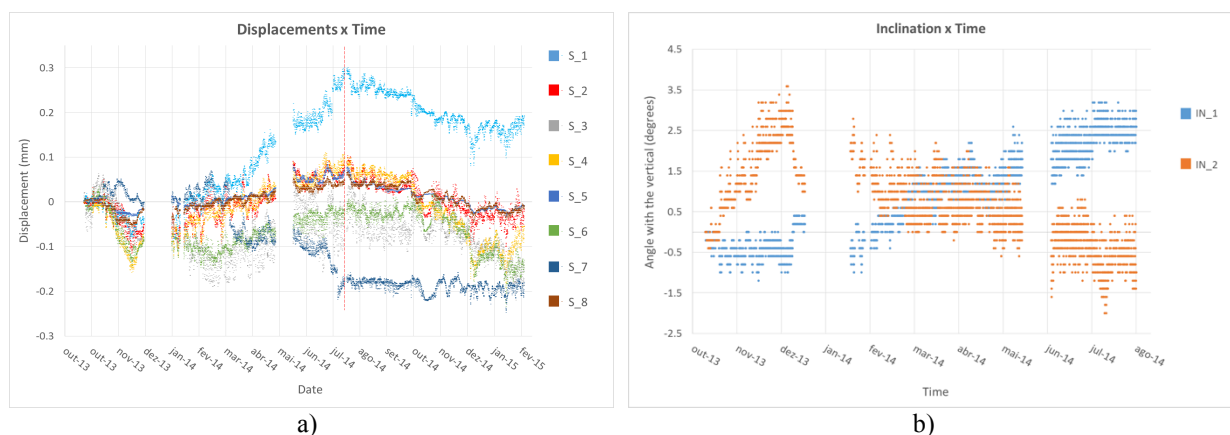 Displacements x Time
Displacement (mm)
0.3
0.2
0.1
0
-0.1
-0.2
-0.3
out-13
out-13
nov-13
dez-13
jan-14
fev-14
mar-14
abr-14
mai-14
jun-14
jul-14
ago-14
set-14
out-14
nov-14
dez-14
jan-15
fev-15
Date
S_1
S_2
S_3
S_4
S_5
S_6
S_7
S_8
a)
Inclination x Time
Angle with the vertical (degrees)
4.5
3.5
2.5
1.5
0.5
-0.5
-1.5
-2.5
out-13
nov-13
dez-13
jan-14
fev-14
mar-14
abr-14
mai-14
jun-14
jul-14
ago-14
Time
IN_1
IN_2
b)